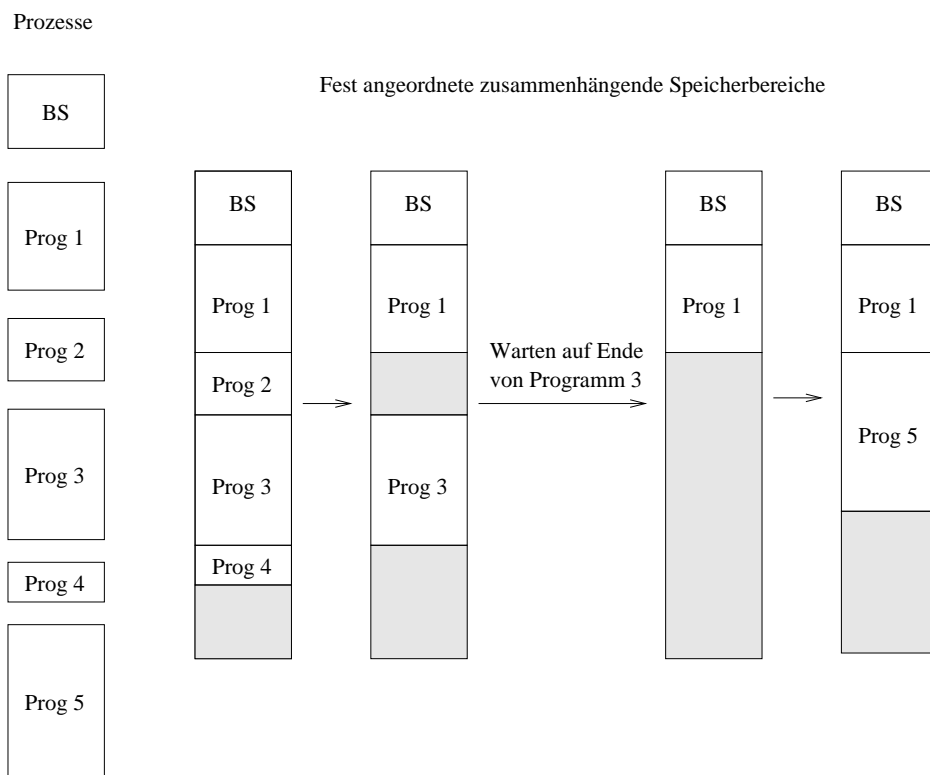 Prozesse
Fest angeordnete zusammenhängende Speicherbereiche
BS
Prog 1
Prog 2
Prog 3
Prog 4
Prog 5
BS
Prog 1
Prog 2
Prog 3
Prog 4
BS
Prog 1
Prog 3
Warten auf Ende
von Programm 3
BS
Prog 1
BS
Prog 1
Prog 5